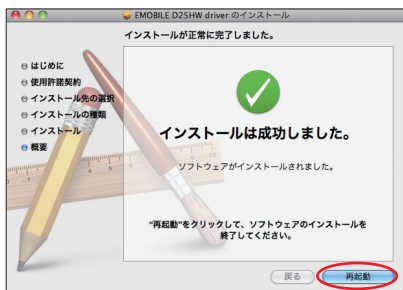 EMOBILE D25HW driver のインストール
インストールが正常に完了しました。
はじめに
使用許諾契約
インストール先の選択
インストールの種類
インストール
概要
インストールは成功しました。
ソフトウェアがインストールされました。
"再起動"をクリックして、ソフトウェアのインストールを
終了してください。
戻る
再起動